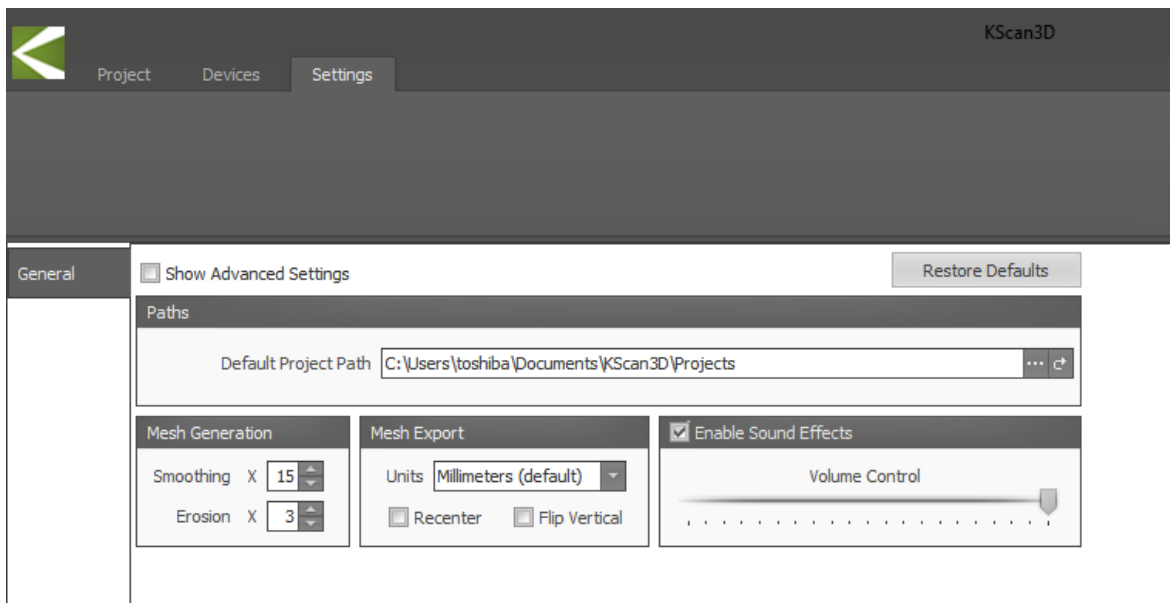 KScan3D
Project Devices Settings
General
Show Advanced Settings Restore Defaults
Paths
Default Project Path C:\Users\toshiba\Documents\KScan3D\Projects ...
Mesh Generation Mesh Export Enable Sound Effects
Smoothing X 15 Units Millimeters (default) Volume Control
Erosion X 3 Recenter Flip Vertical